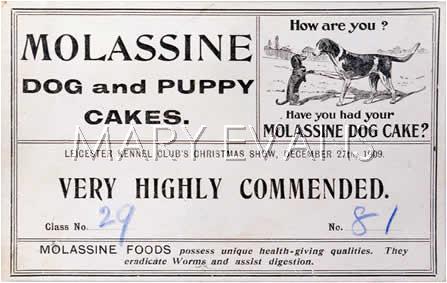 MOLASSINE
DOG and PUPPY
CAKES.
How are you ?
Have you had your
MOLASSINE DOG CAKE?
MARY EVANS
LEICESTER KENNEL CLUB'S CHRISTMAS SHOW, DECEMBER 27th, 1909.
VERY HIGHLY COMMENDED.
Class No. 29 No. 81
MOLASSINE FOODS possess unique health-giving qualities. They
eradicate Worms and assist digestion.